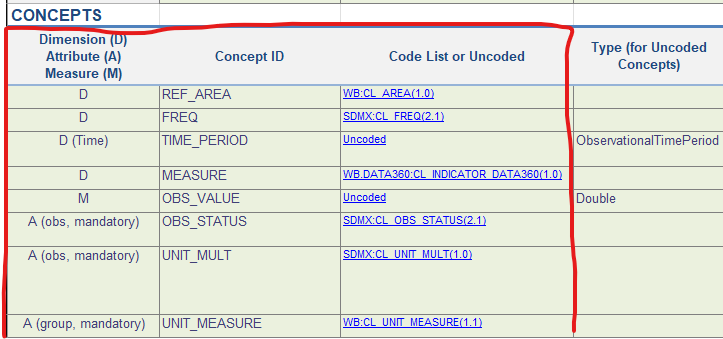 CONCEPTS
Dimension (D)
Attribute (A)
Measure (M)
Concept ID
Code List or Uncoded
Type (for Uncoded
Concepts)
D REF_AREA WB:CL_AREA(1.0)
D FREQ SDMX:CL_FREQ(2.1)
D (Time) TIME_PERIOD Uncoded ObservationalTimePeriod
D MEASURE WB.DATA360:CL_INDICATOR_DATA360(1.0)
M OBS_VALUE Uncoded Double
A (obs, mandatory) OBS_STATUS SDMX:CL_OBS_STATUS(2.1)
A (obs, mandatory) UNIT_MULT SDMX:CL_UNIT_MULT(1.0)
A (group, mandatory) UNIT_MEASURE WB:CL_UNIT_MEASURE(1.1)